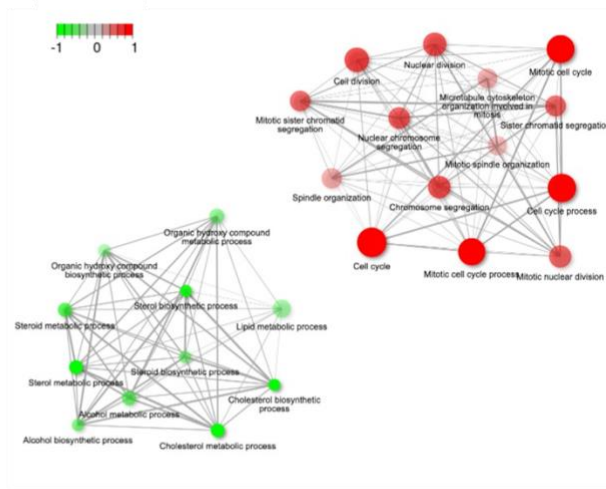 -1 0 1
Nuclear division
Mitotic cell cycle
Cell division
Microtubule cytoskeleton
organization involved in
mitosis
Mitotic sister chromatid
segregation
Sister chromatid segregatio
Nuclear chromosome
segregation
Mitotic spindle organization
Spindle organization
Chromosome segregation
Cell cycle process
Cell cycle
Mitotic cell cycle process
Mitotic nuclear division
Organic hydroxy compound
metabolic process
Organic hydroxy compound
biosynthetic process
Sterol biosynthetic process
Steroid metabolic process
Lipid metabolic process
Steroid biosynthetic process
Sterol metabolic process
Cholesterol biosynthetic
process
Alcohol metabolic process
Alcohol biosynthetic process
Cholesterol metabolic process